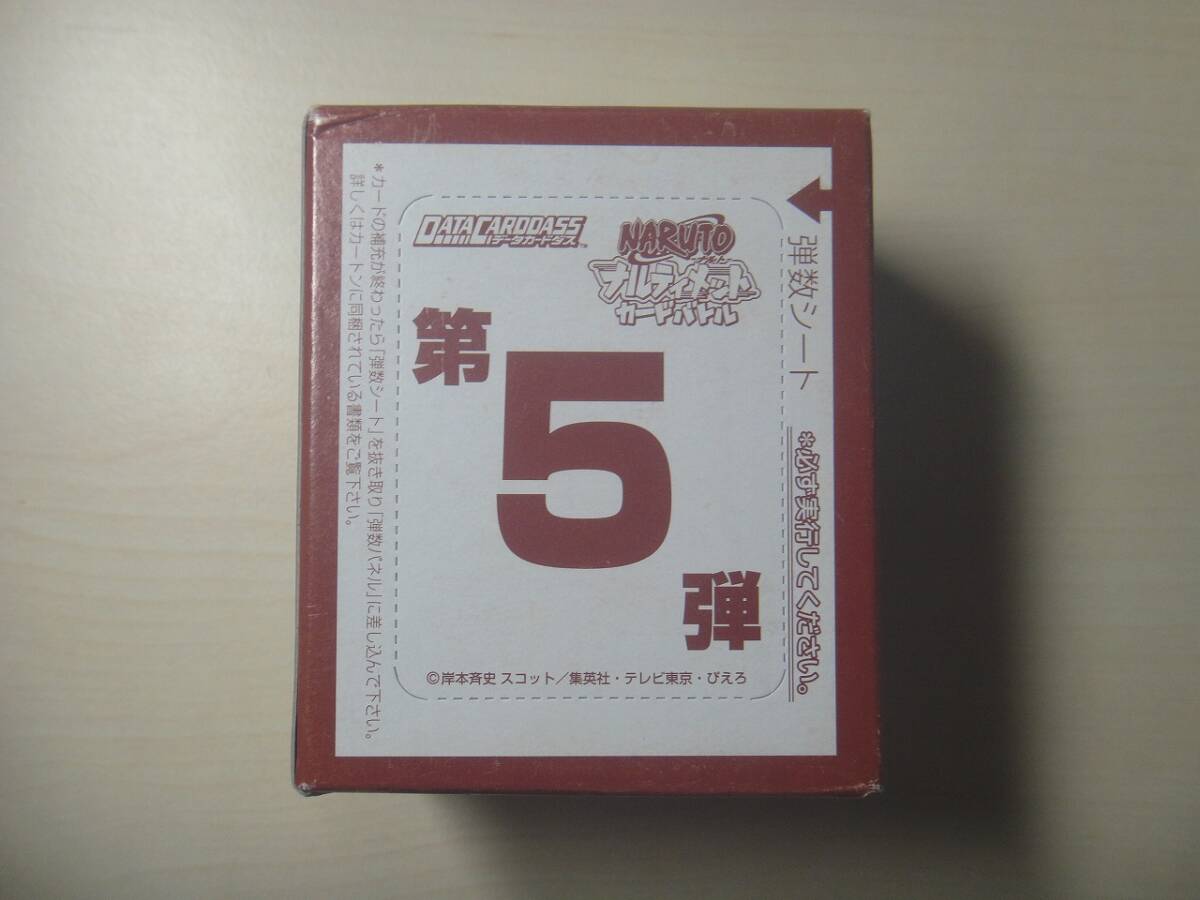 DATACARDDASS
データカードダス™
NARUTO
ナルト
ナルティメット
カードバトル
第
5
弾
©岸本斉史 スコット／集英社・テレビ東京・ぴえろ
弾数シート *必ず実行してください。
*カードの補充が終わったら「弾数シート」を抜き取り「弾数パネル」に差し込んで下さい。
詳しくはカートンに同梱されている書類をご覧下さい。